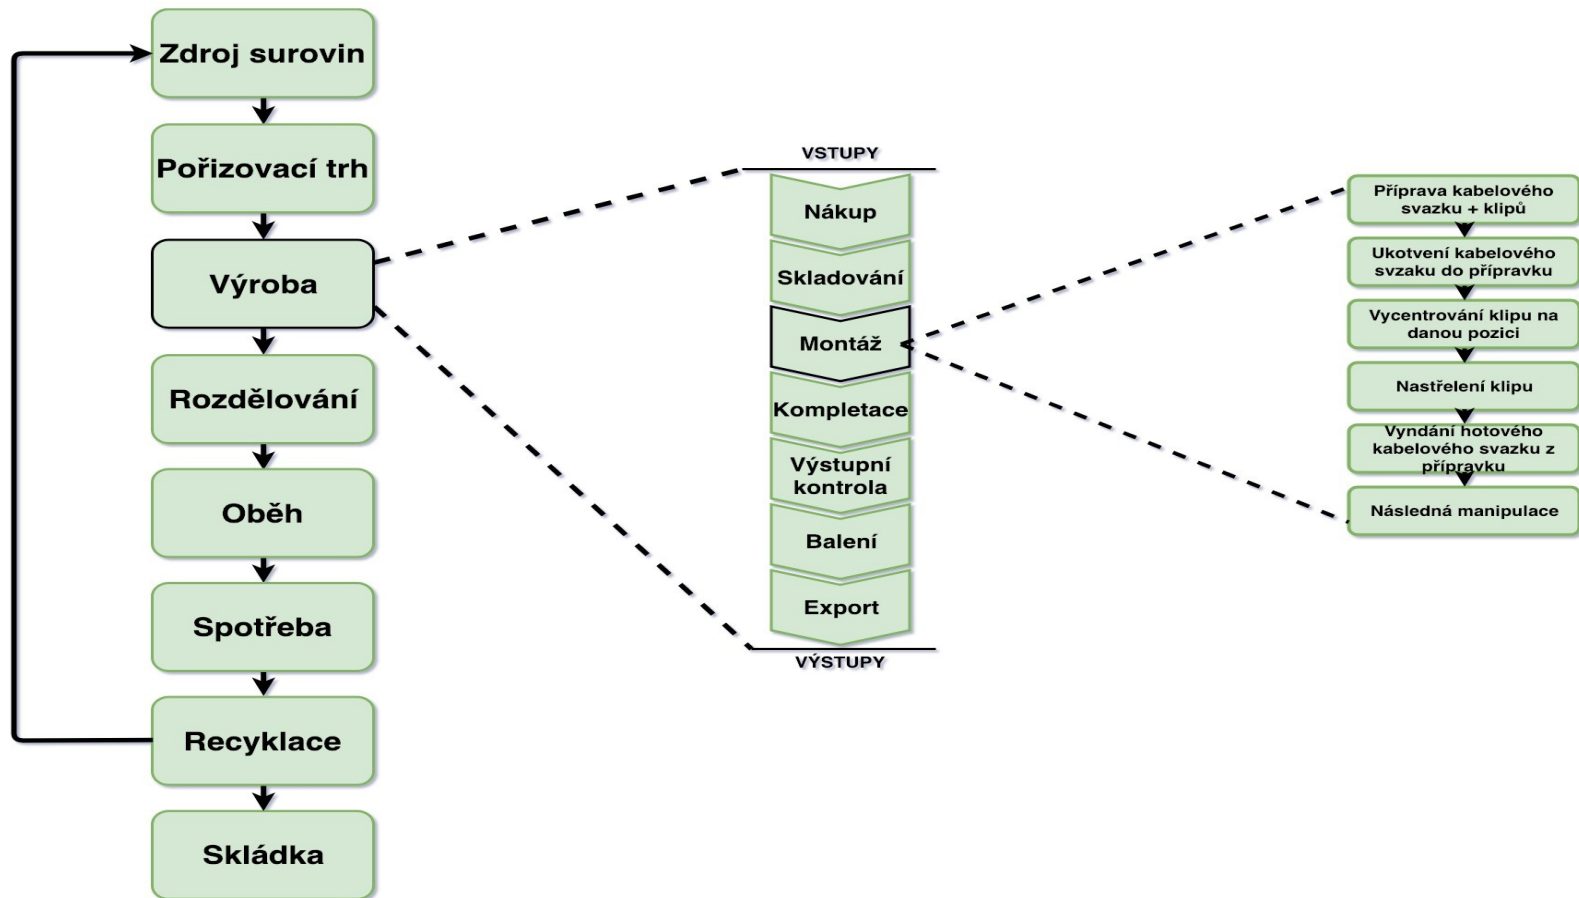 Zdroj surovin
Pořizovací trh
Výroba
Rozdělování
Oběh
Spotřeba
Recyklace
Skládka
VSTUPY
Nákup
Skladování
Montáž
Kompletace
Výstupní
kontrola
Balení
Export
VÝSTUPY
Příprava kabelového
svazku + klipů
Ukotvení kabelového
svzaku do přípravku
Vycentrování klipu na
danou pozici
Nastřelení klipu
Vyndání hotového
kabelového svazku z
přípravku
Následná manipulace